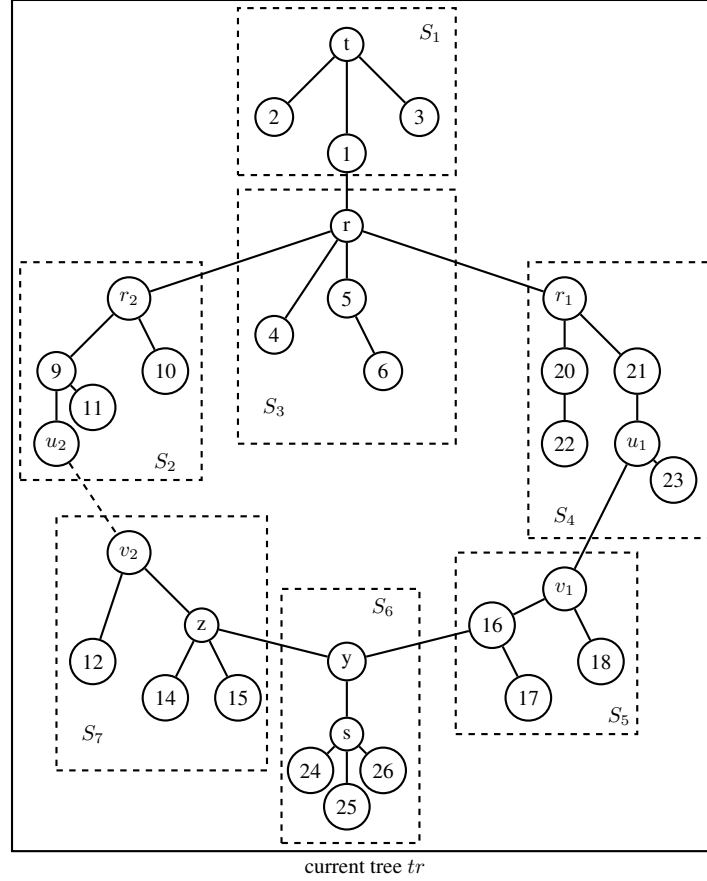 t
S₁
2
3
1
r
r₂
5
r₁
4
9
10
6
20
21
11
S₃
u₂
S₂
22
u₁
23
S₄
v₂
v₁
S₆
z
16
12
y
18
14
15
17
S₇
s
S₅
24
26
25
current tree tr